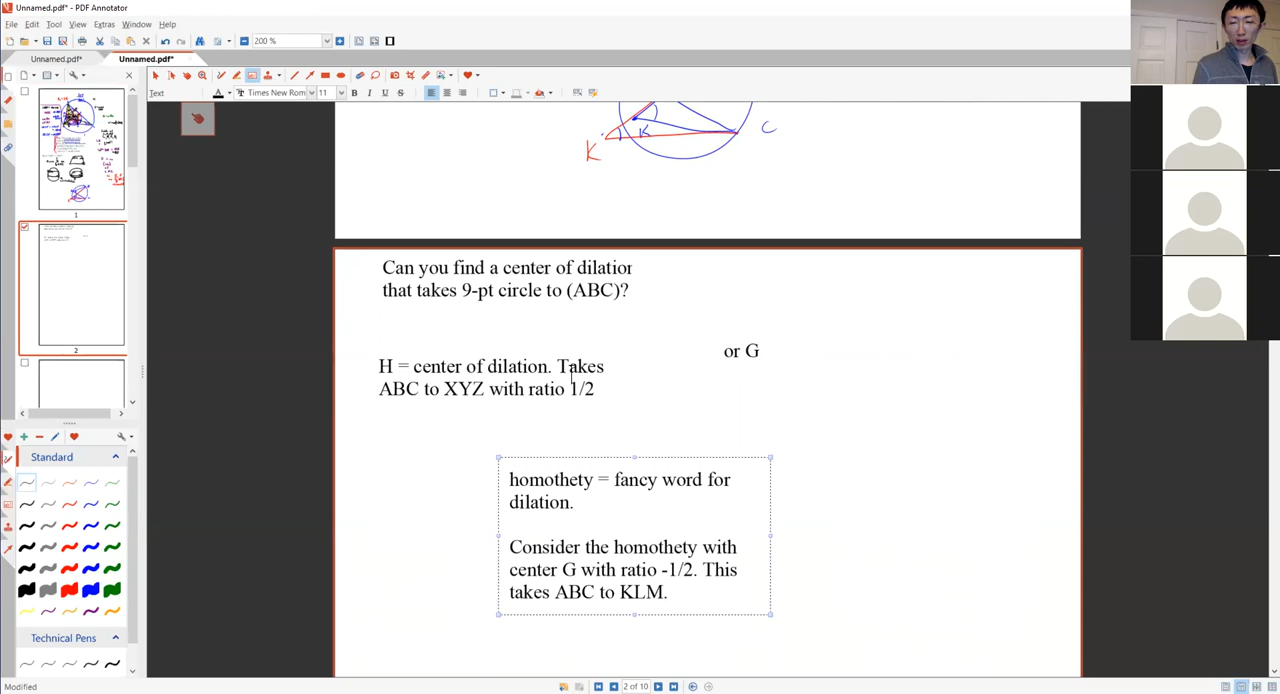 Unnamed.pdf* - PDF Annotator
File Edit Tool View Extras Window Help
200 %
Unnamed.pdf*
Unnamed.pdf*
Text
Times New Rom
11
B I U S
K
K
C
1
2
Can you find a center of dilation
that takes 9-pt circle to (ABC)?
or G
H = center of dilation. Takes
ABC to XYZ with ratio 1/2
homothety = fancy word for
dilation.
Consider the homothety with
center G with ratio -1/2. This
takes ABC to KLM.
Standard
Technical Pens
Modified
2 of 10